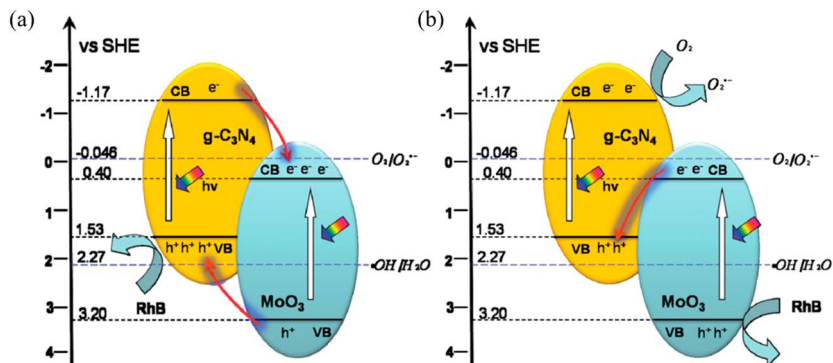 (a)
vs SHE
-2
-1.17
-1
-0.046
0
0.40
1
1.53
2
2.27
3
3.20
4
CB e⁻
g-C₃N₄
hν
O₂/O₂•⁻
CB e⁻ e⁻ e⁻
h⁺h⁺ h⁺ VB
•OH/H₂O
RhB
MoO₃
h⁺ VB
(b)
vs SHE
-2
-1.17
-1
-0.046
0
0.40
1
1.53
2
2.27
3
3.20
4
O₂
O₂•⁻
CB e⁻ e⁻
g-C₃N₄
hν
O₂/O₂•⁻
e⁻ e⁻ CB
VB h⁺h⁺
•OH/H₂O
MoO₃
RhB
VB h⁺h⁺